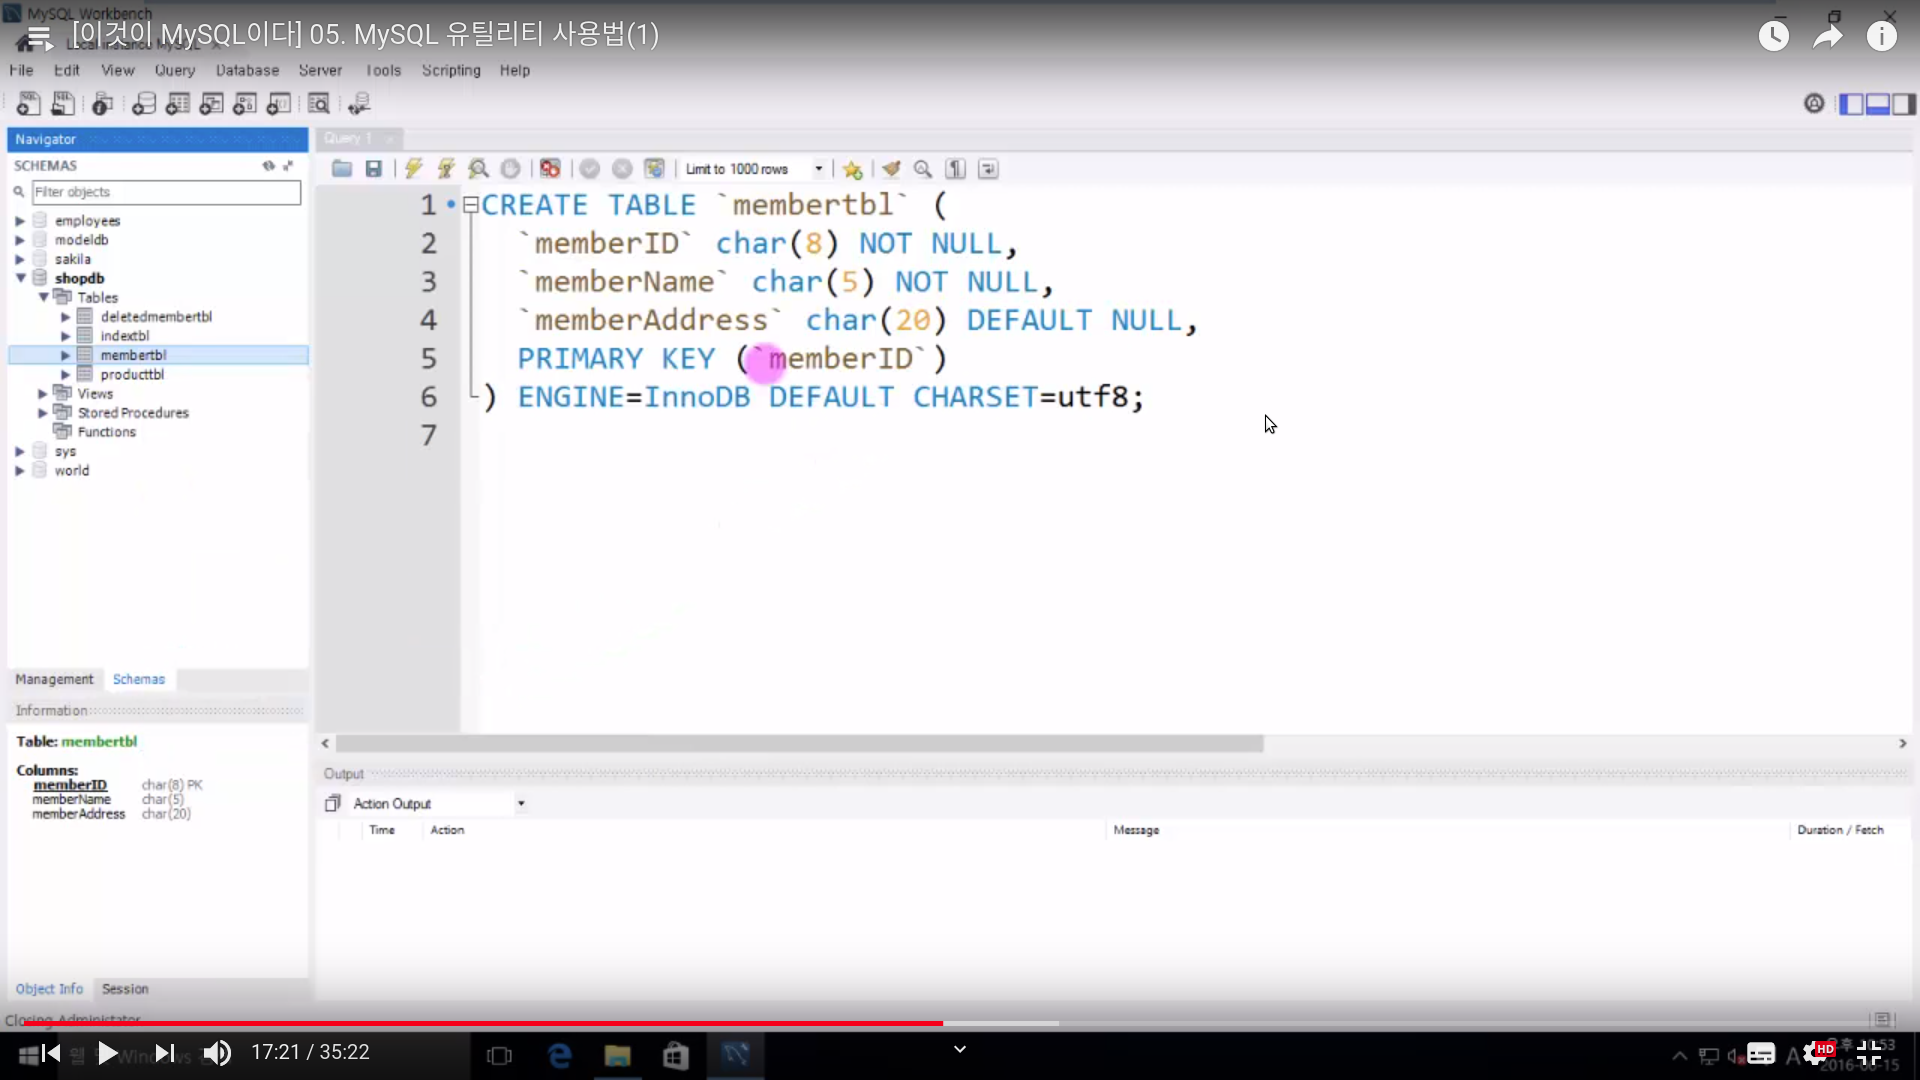 MySQL Workbench
[이것이 MySQL이다] 05. MySQL 유틸리티 사용법(1)
File Edit View Query Database Server Tools Scripting Help
Navigator
Query 1
SCHEMAS
Limit to 1000 rows
Filter objects
employees
modeldb
sakila
shopdb
Tables
deletedmembertbl
indextbl
membertbl
producttbl
Views
Stored Procedures
Functions
sys
world
1 CREATE TABLE `membertbl` (
2 `memberID` char(8) NOT NULL,
3 `memberName` char(5) NOT NULL,
4 `memberAddress` char(20) DEFAULT NULL,
5 PRIMARY KEY (`memberID`)
6 ) ENGINE=InnoDB DEFAULT CHARSET=utf8;
7
Management Schemas
Information
Table: membertbl
Columns:
memberID char(8) PK
memberName char(5)
memberAddress char(20)
Output
Action Output
Time Action Message Duration / Fetch
Object Info Session
Closing Administator
17:21 / 35:22
HD